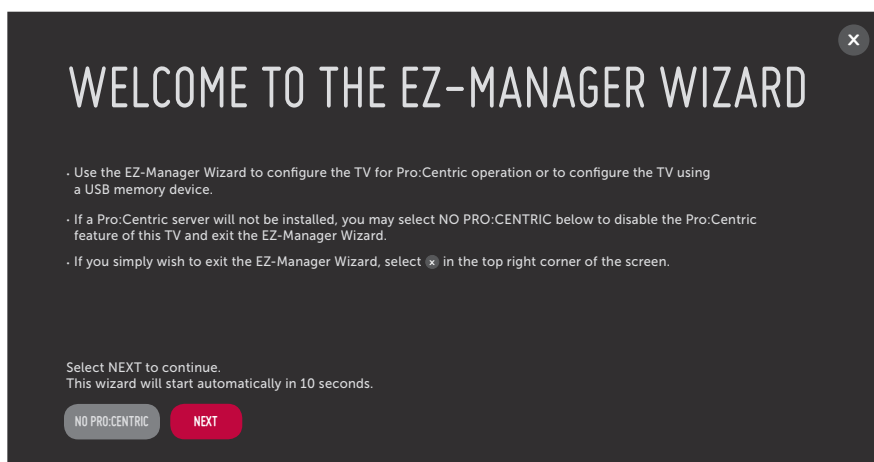 WELCOME TO THE EZ-MANAGER WIZARD
· Use the EZ-Manager Wizard to configure the TV for Pro:Centric operation or to configure the TV using
a USB memory device.
· If a Pro:Centric server will not be installed, you may select NO PRO:CENTRIC below to disable the Pro:Centric
feature of this TV and exit the EZ-Manager Wizard.
· If you simply wish to exit the EZ-Manager Wizard, select x in the top right corner of the screen.
Select NEXT to continue.
This wizard will start automatically in 10 seconds.
NO PRO:CENTRIC NEXT